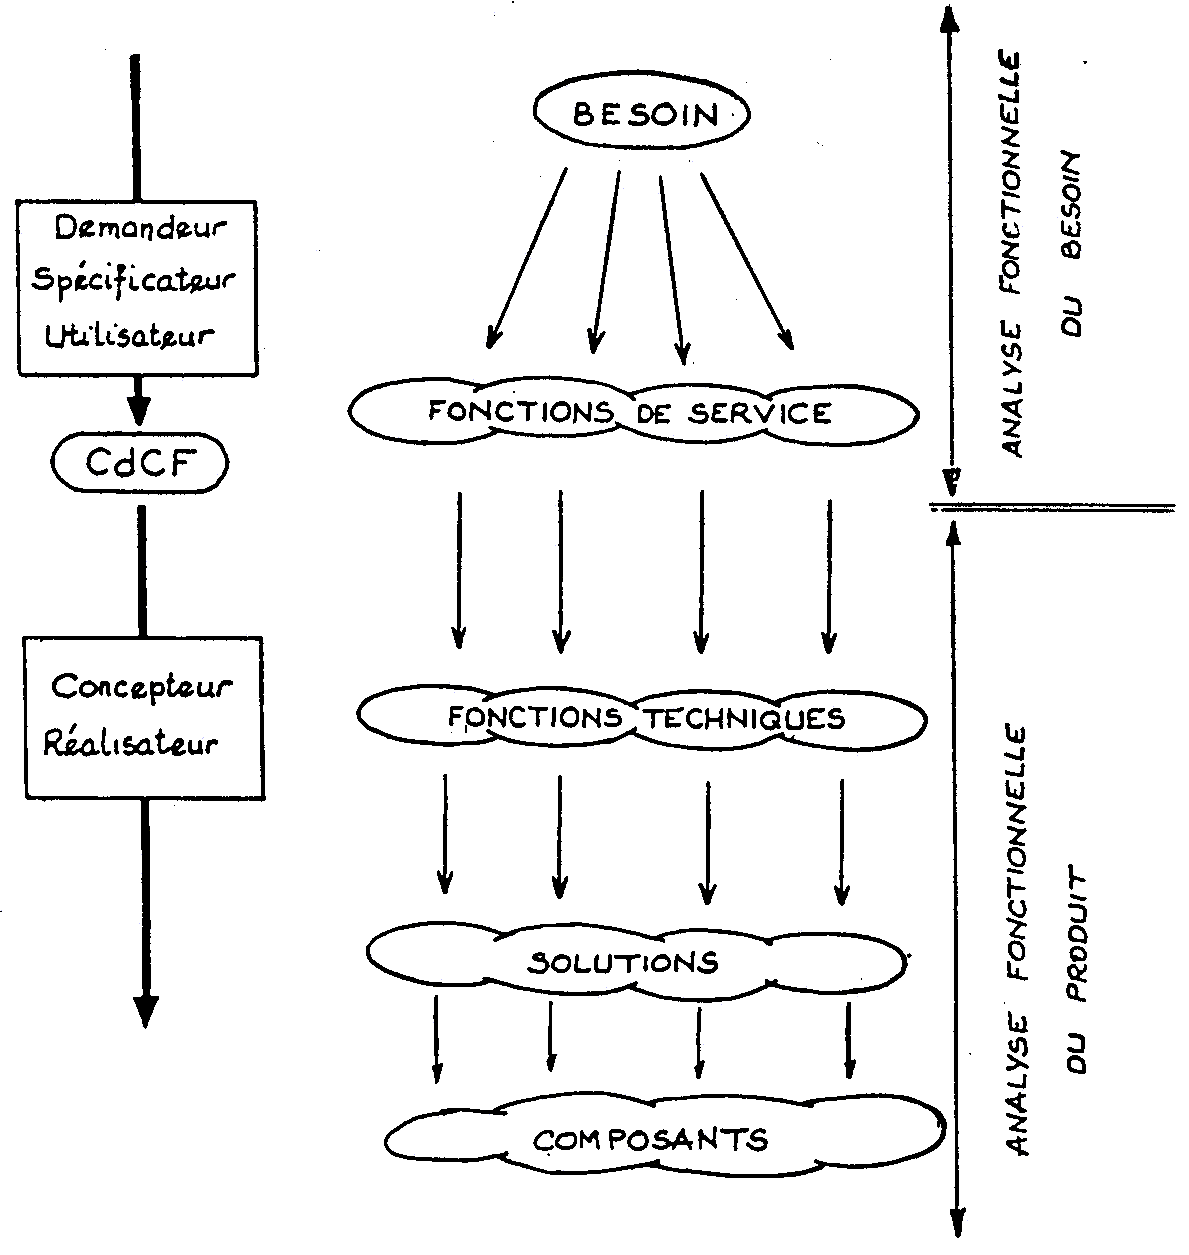 BESOIN
Demandeur
Spécificateur
Utilisateur
FONCTIONS DE SERVICE
CdCF
Concepteur
Réalisateur
FONCTIONS TECHNIQUES
SOLUTIONS
COMPOSANTS
ANALYSE FONCTIONNELLE
DU BESOIN
ANALYSE FONCTIONNELLE
DU PRODUIT